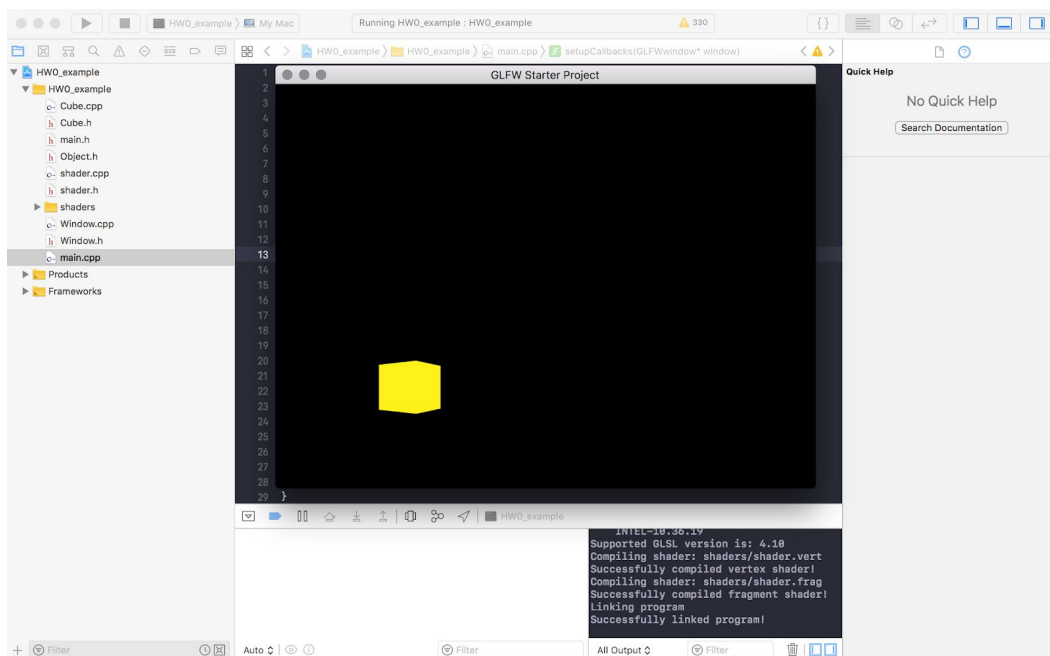 HW0_example 〉 My Mac
Running HW0_example : HW0_example
330
{ }
HW0_example 〉 HW0_example 〉 main.cpp 〉 setupCallbacks(GLFWwindow* window)
HW0_example
HW0_example
Cube.cpp
Cube.h
main.h
Object.h
shader.cpp
shader.h
shaders
Window.cpp
Window.h
main.cpp
Products
Frameworks
GLFW Starter Project
1
2
3
4
5
6
7
8
9
10
11
12
13
14
15
16
17
18
19
20
21
22
23
24
25
26
27
28
29 }
Quick Help
No Quick Help
Search Documentation
HW0_example
INTEL-10.36.19
Supported GLSL version is: 4.10
Compiling shader: shaders/shader.vert
Successfully compiled vertex shader!
Compiling shader: shaders/shader.frag
Successfully compiled fragment shader!
Linking program
Successfully linked program!
Filter
Auto
Filter
All Output
Filter